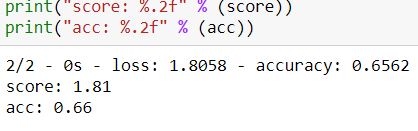 print("score: %.2f" % (score))
print("acc: %.2f" % (acc))
2/2 - 0s - loss: 1.8058 - accuracy: 0.6562
score: 1.81
acc: 0.66